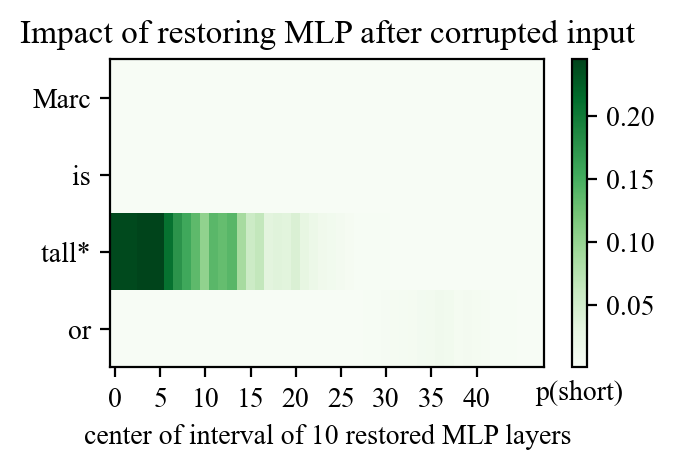 Impact of restoring MLP after corrupted input
Marc
is
tall*
or
0 5 10 15 20 25 30 35 40
center of interval of 10 restored MLP layers
0.20
0.15
0.10
0.05
p(short)